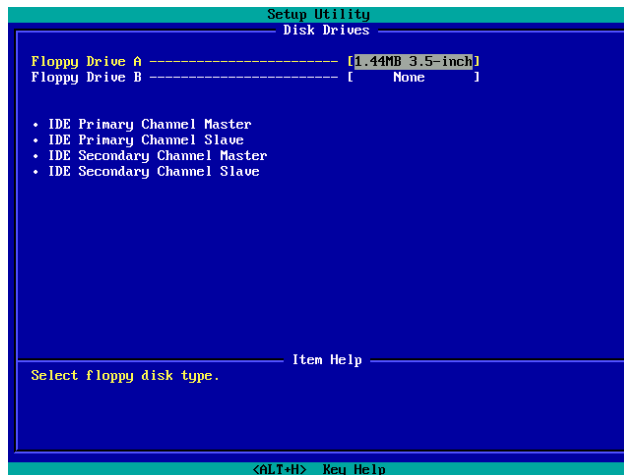 Setup Utility
Disk Drives
Floppy Drive A ------------------------ [1.44MB 3.5-inch]
Floppy Drive B ------------------------ [ None ]
• IDE Primary Channel Master
• IDE Primary Channel Slave
• IDE Secondary Channel Master
• IDE Secondary Channel Slave
Item Help
Select floppy disk type.
<ALT+H> Key Help